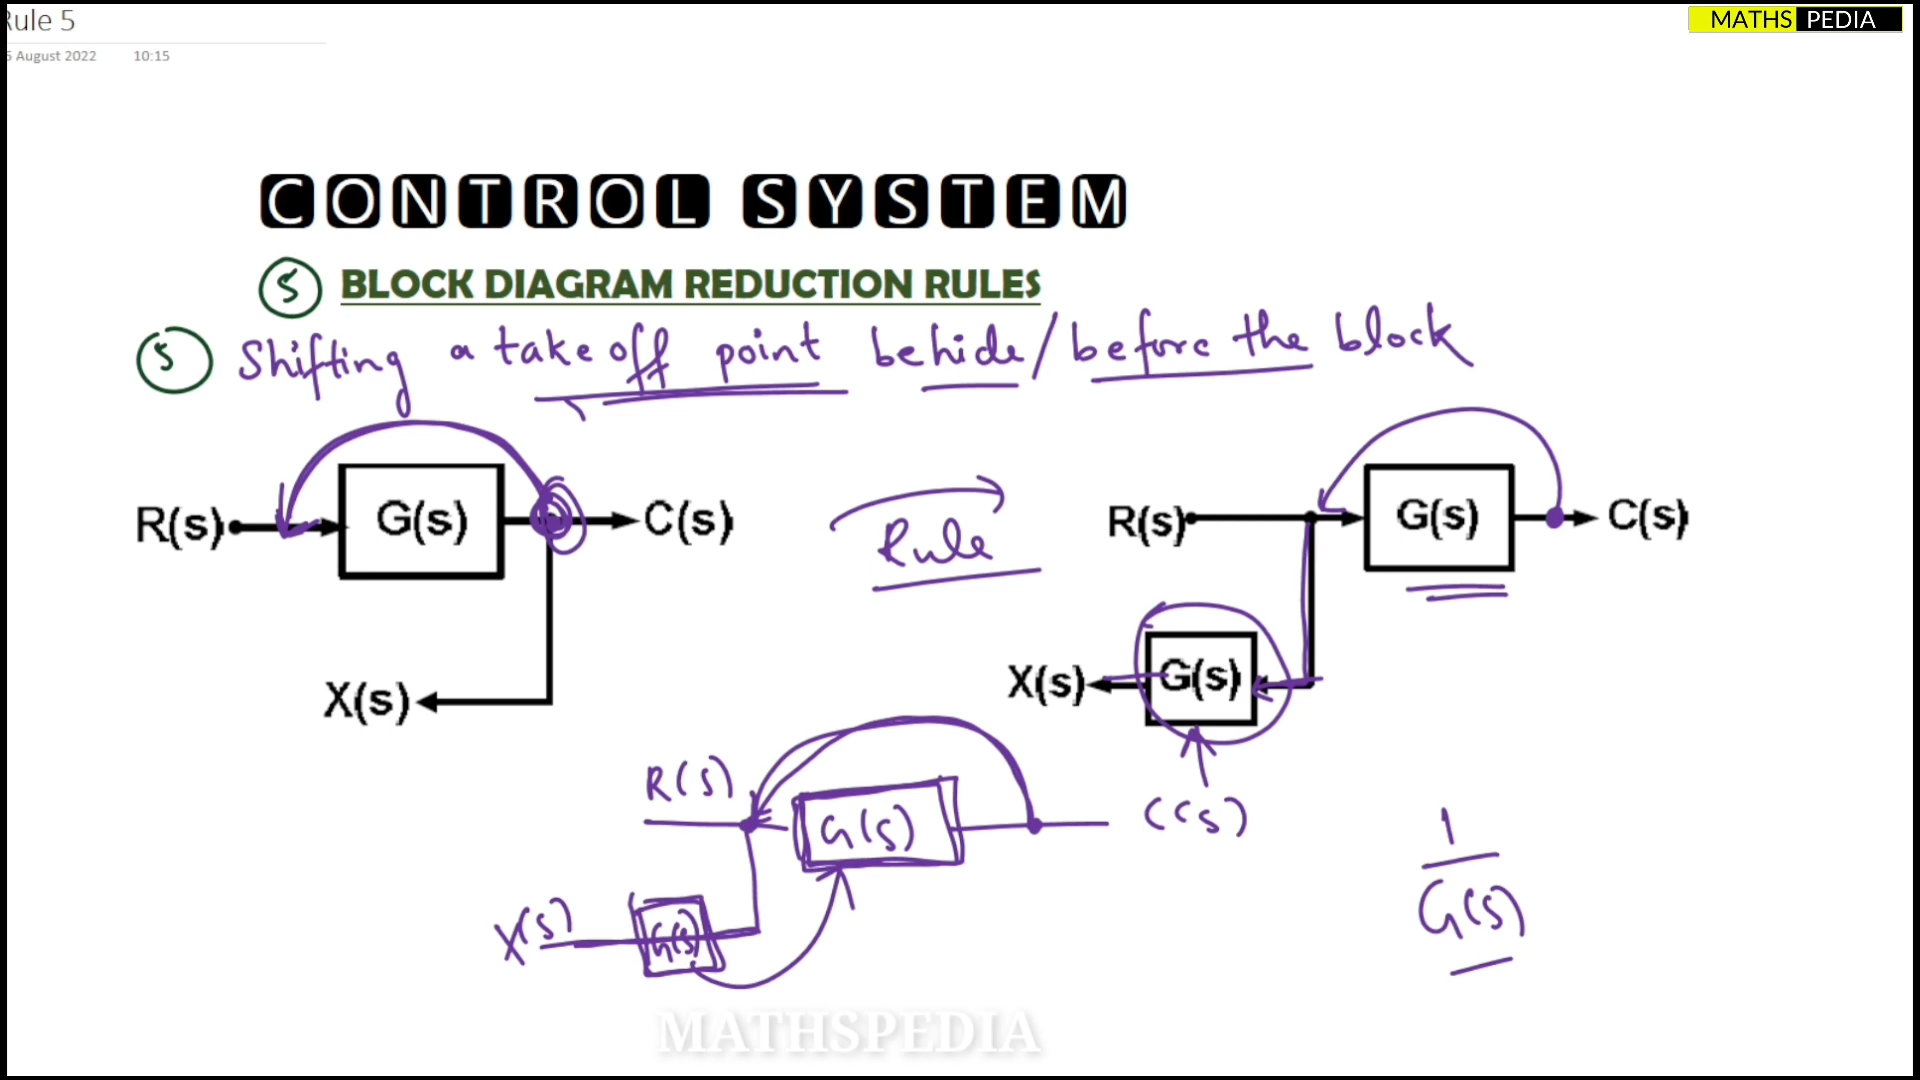 Rule 5
5 August 2022 10:15
MATHS PEDIA
CONTROL SYSTEM
5 BLOCK DIAGRAM REDUCTION RULES
5 Shifting a take off point behide/before the block
R(s) G(s) C(s)
Rule
R(s) G(s) C(s)
X(s)
X(s) G(s)
R(s) G(s) C(s)
X(s) G(s)
1
G(s)
MATHSPEDIA